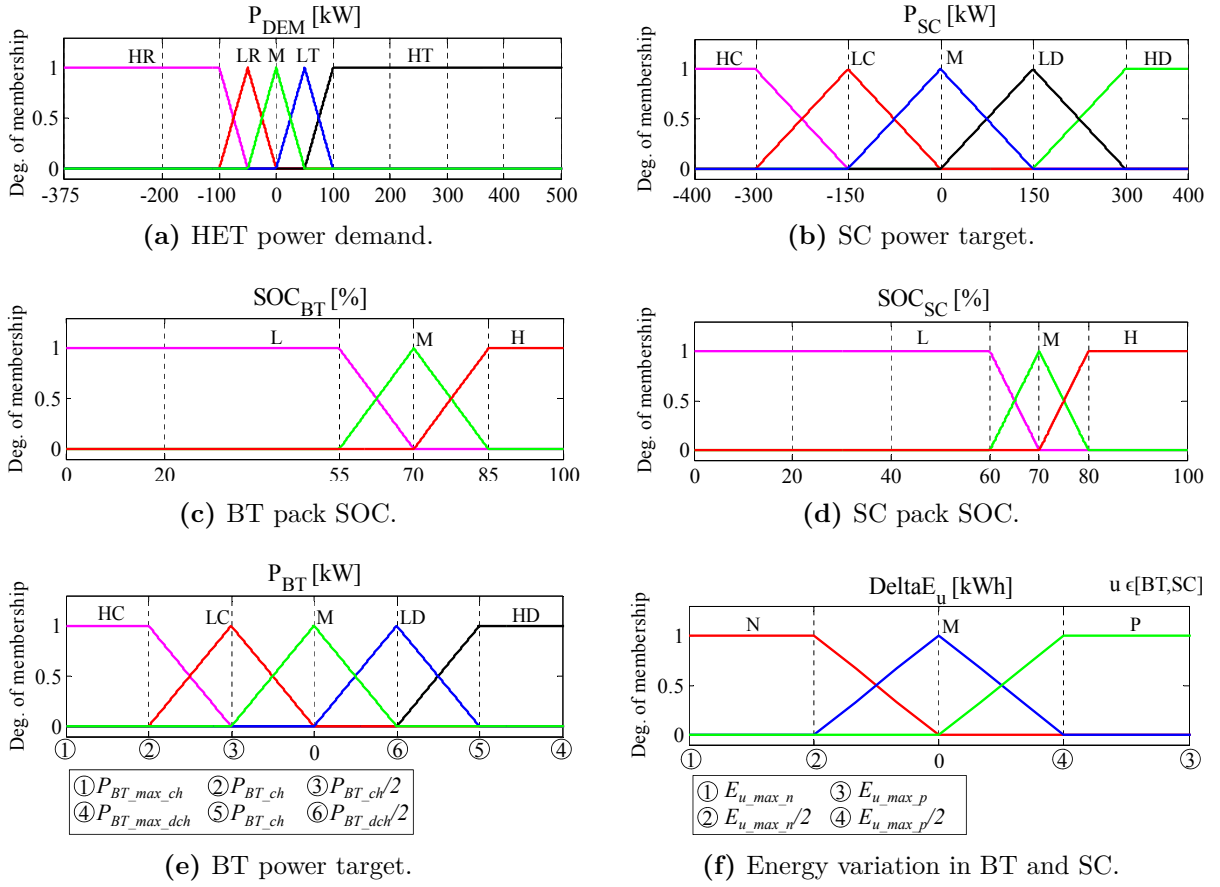 P_DEM [kW]
P_SC [kW]
Deg. of membership
HR LR M LT HT
1
0.5
0
-375 -200 -100 0 100 200 300 400 500
(a) HET power demand.
Deg. of membership
HC LC M LD HD
1
0.5
0
-400 -300 -150 0 150 300 400
(b) SC power target.
SOC_BT [%]
SOC_SC [%]
Deg. of membership
L M H
1
0.5
0
0 20 55 70 85 100
(c) BT pack SOC.
Deg. of membership
L M H
1
0.5
0
0 20 40 60 70 80 100
(d) SC pack SOC.
P_BT [kW]
DeltaE_u [kWh] u ϵ[BT,SC]
Deg. of membership
HC LC M LD HD
1
0.5
0
① ② ③ 0 ⑥ ⑤ ④
① P_BT_max_ch ② P_BT_ch ③ P_BT_ch/2
④ P_BT_max_dch ⑤ P_BT_ch ⑥ P_BT_dch/2
(e) BT power target.
Deg. of membership
N M P
1
0.5
0
① ② 0 ④ ③
① E_u_max_n ③ E_u_max_p
② E_u_max_n/2 ④ E_u_max_p/2
(f) Energy variation in BT and SC.